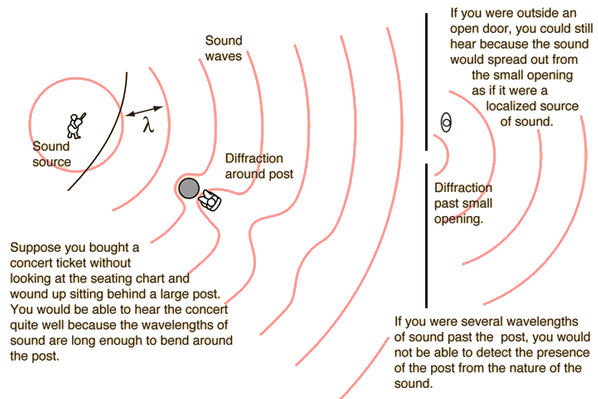 Sound
waves
If you were outside an
open door, you could still
hear because the sound
would spread out from
the small opening
as if it were a
localized source
of sound.
λ
Sound
source
Diffraction
around post
Diffraction
past small
opening.
Suppose you bought a
concert ticket without
looking at the seating chart and
wound up sitting behind a large post.
You would be able to hear the concert
quite well because the wavelengths of
sound are long enough to bend around
the post.
If you were several wavelengths
of sound past the post, you would
not be able to detect the presence
of the post from the nature of the
sound.